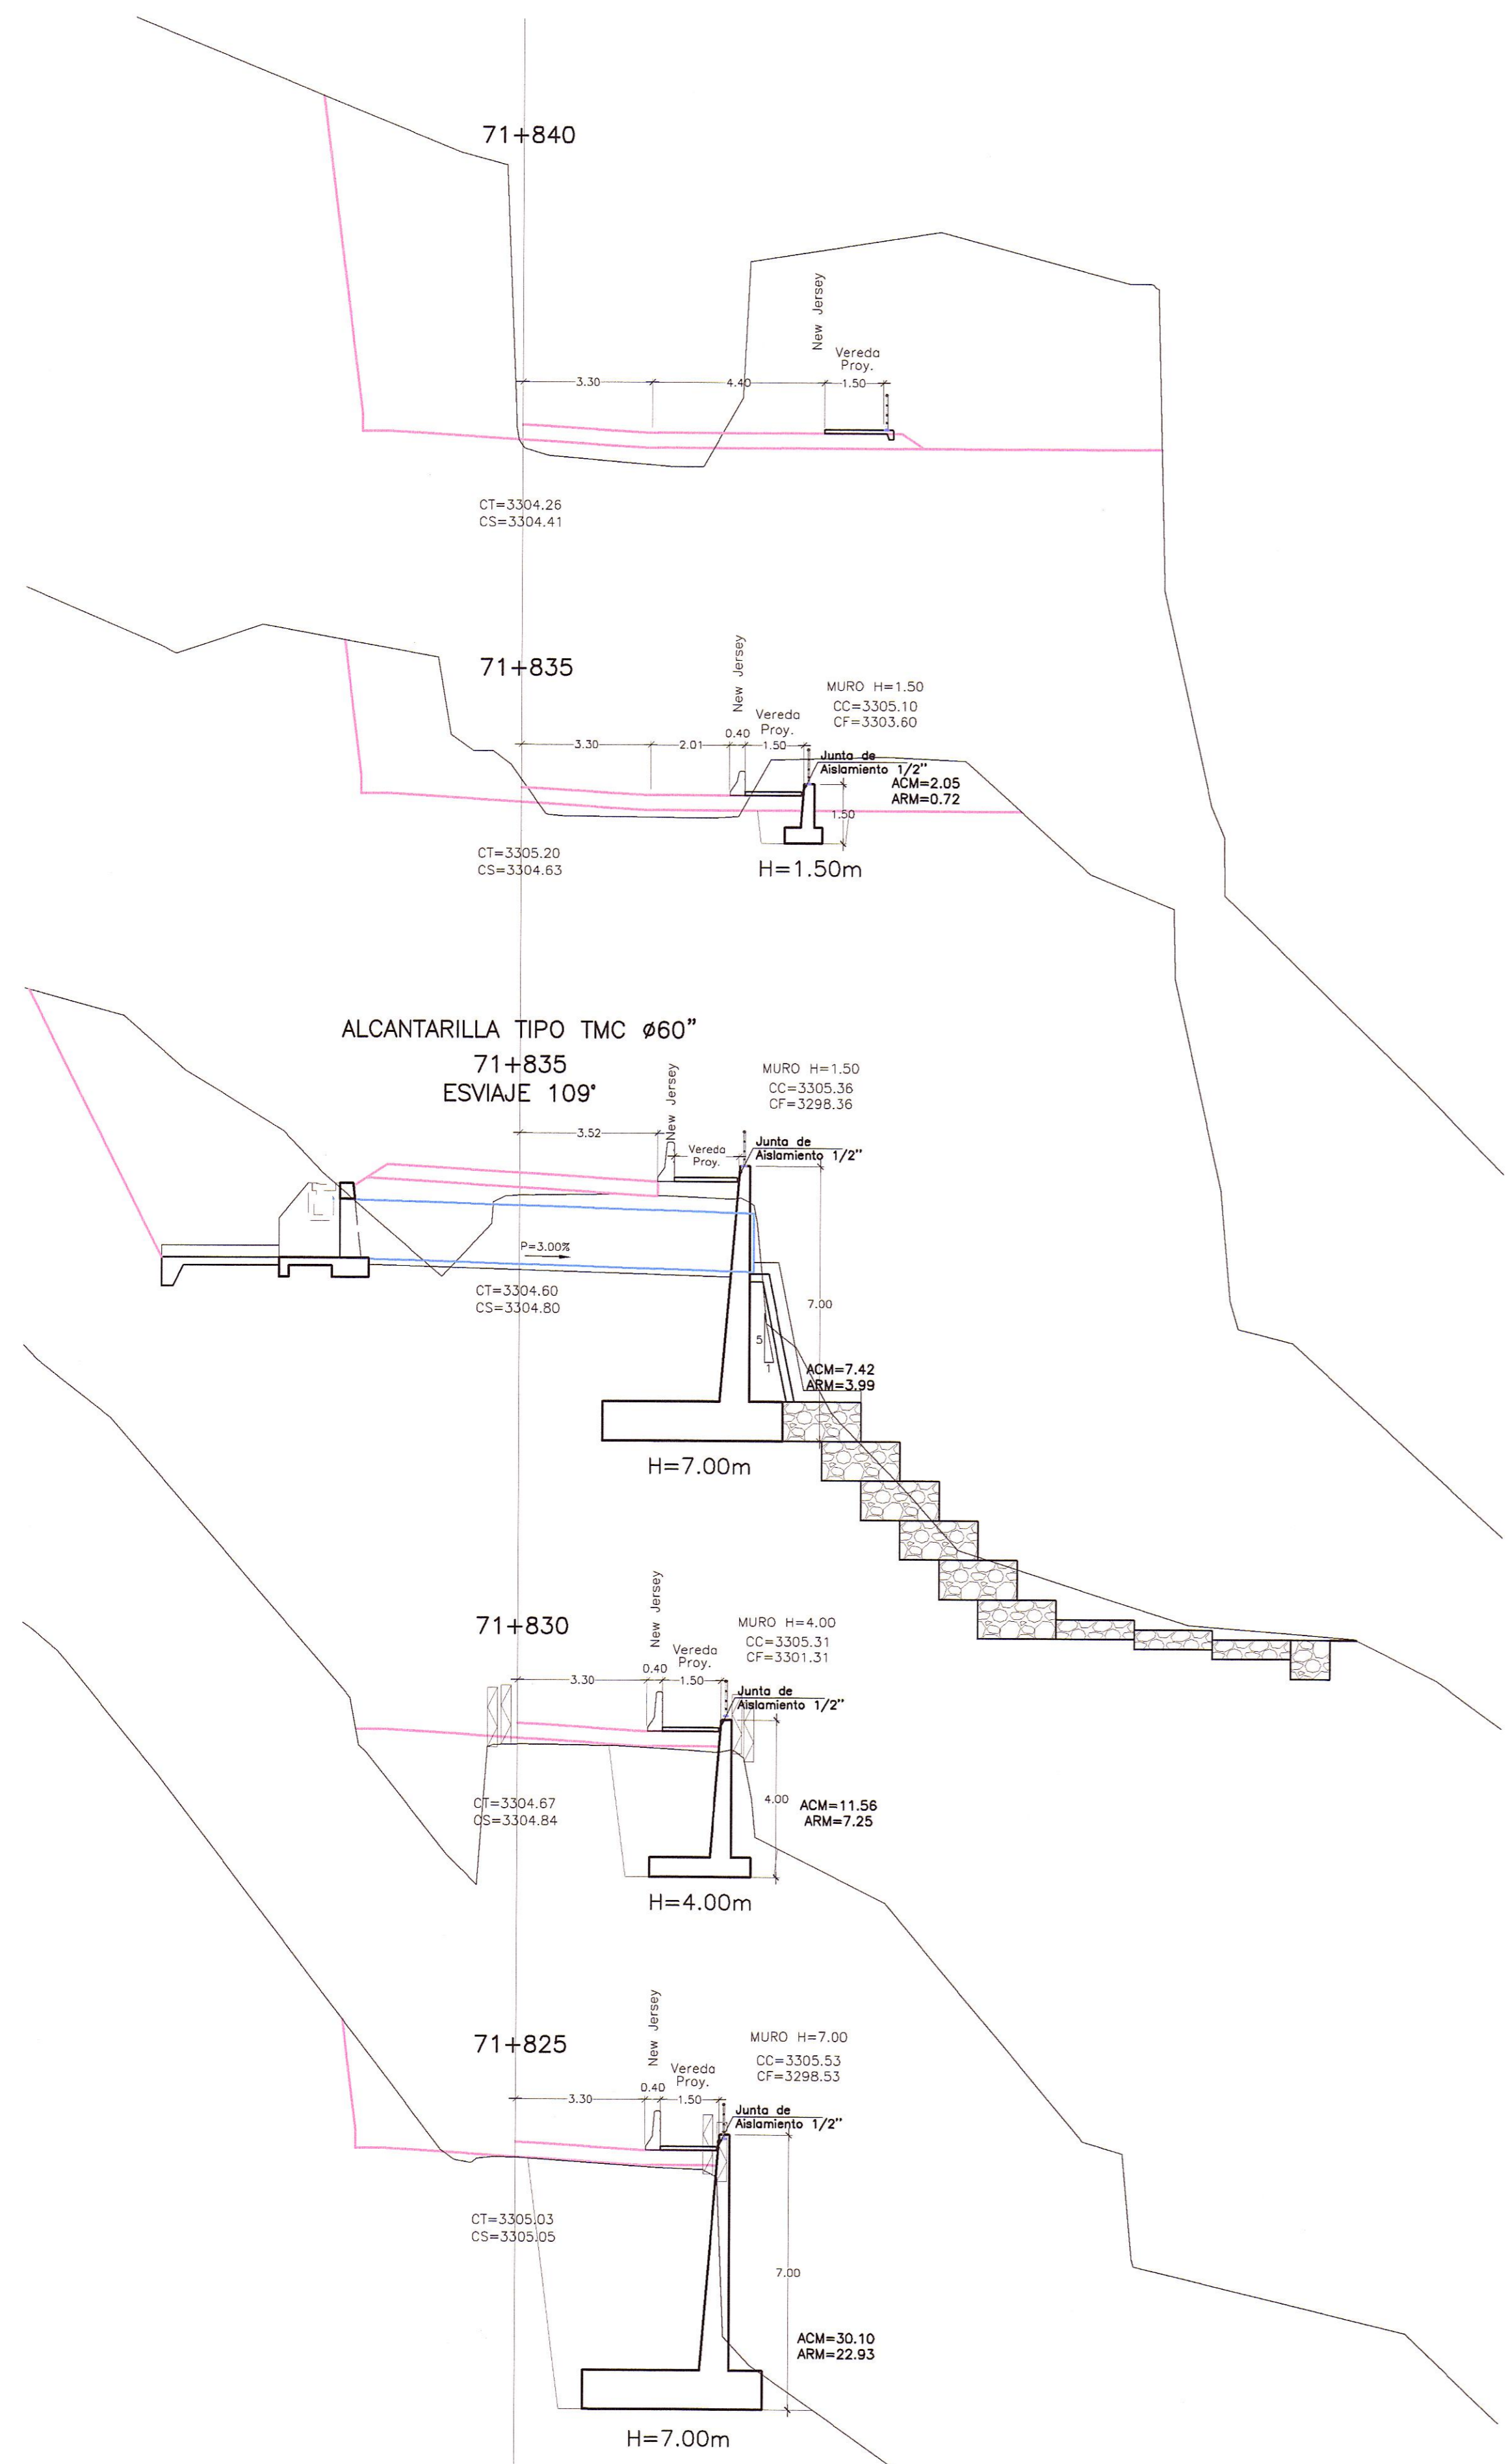 71+840
New Jersey
Vereda
Proy.
3.30
4.40
1.50
CT=3304.26
CS=3304.41
71+835
New Jersey
MURO H=1.50
CC=3305.10
CF=3303.60
Vereda
Proy.
3.30
2.01
0.40
1.50
Junta de
Aislamiento 1/2"
ACM=2.05
ARM=0.72
1.50
CT=3305.20
CS=3304.63
H=1.50m
ALCANTARILLA TIPO TMC ø60"
71+835
ESVIAJE 109°
New Jersey
MURO H=1.50
CC=3305.36
CF=3298.36
3.52
Vereda
Proy.
Junta de
Aislamiento 1/2"
P=3.00%
CT=3304.60
CS=3304.80
7.00
5
1
ACM=7.42
ARM=3.99
H=7.00m
71+830
New Jersey
MURO H=4.00
CC=3305.31
CF=3301.31
Vereda
Proy.
3.30
0.40
1.50
Junta de
Aislamiento 1/2"
CT=3304.67
CS=3304.84
4.00
ACM=11.56
ARM=7.25
H=4.00m
71+825
New Jersey
MURO H=7.00
CC=3305.53
CF=3298.53
Vereda
Proy.
3.30
0.40
1.50
Junta de
Aislamiento 1/2"
CT=3305.03
CS=3305.05
7.00
ACM=30.10
ARM=22.93
H=7.00m